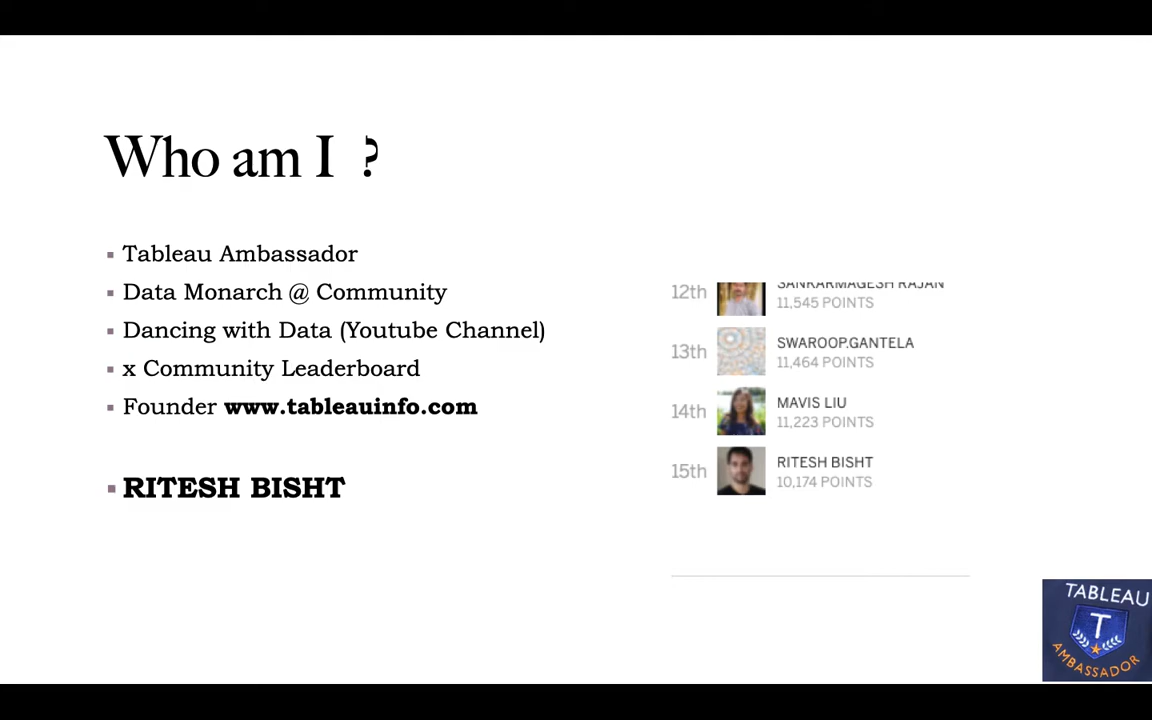 Who am I ?
Tableau Ambassador
Data Monarch @ Community
Dancing with Data (Youtube Channel)
x Community Leaderboard
Founder www.tableauinfo.com
RITESH BISHT
12th
SANKARMAGESH RAJAN
11,545 POINTS
13th
SWAROOP.GANTELA
11,464 POINTS
14th
MAVIS LIU
11,223 POINTS
15th
RITESH BISHT
10,174 POINTS
TABLEAU
T
AMBASSADOR